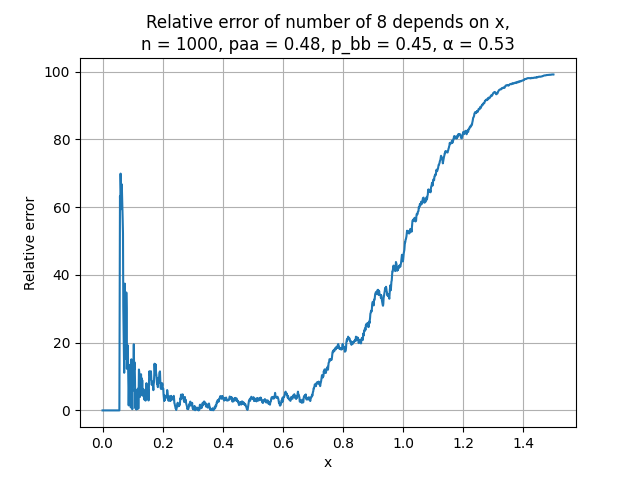 Relative error of number of 8 depends on x,
n = 1000, paa = 0.48, p_bb = 0.45, α = 0.53
100
80
60
40
20
0
Relative error
0.0 0.2 0.4 0.6 0.8 1.0 1.2 1.4
x